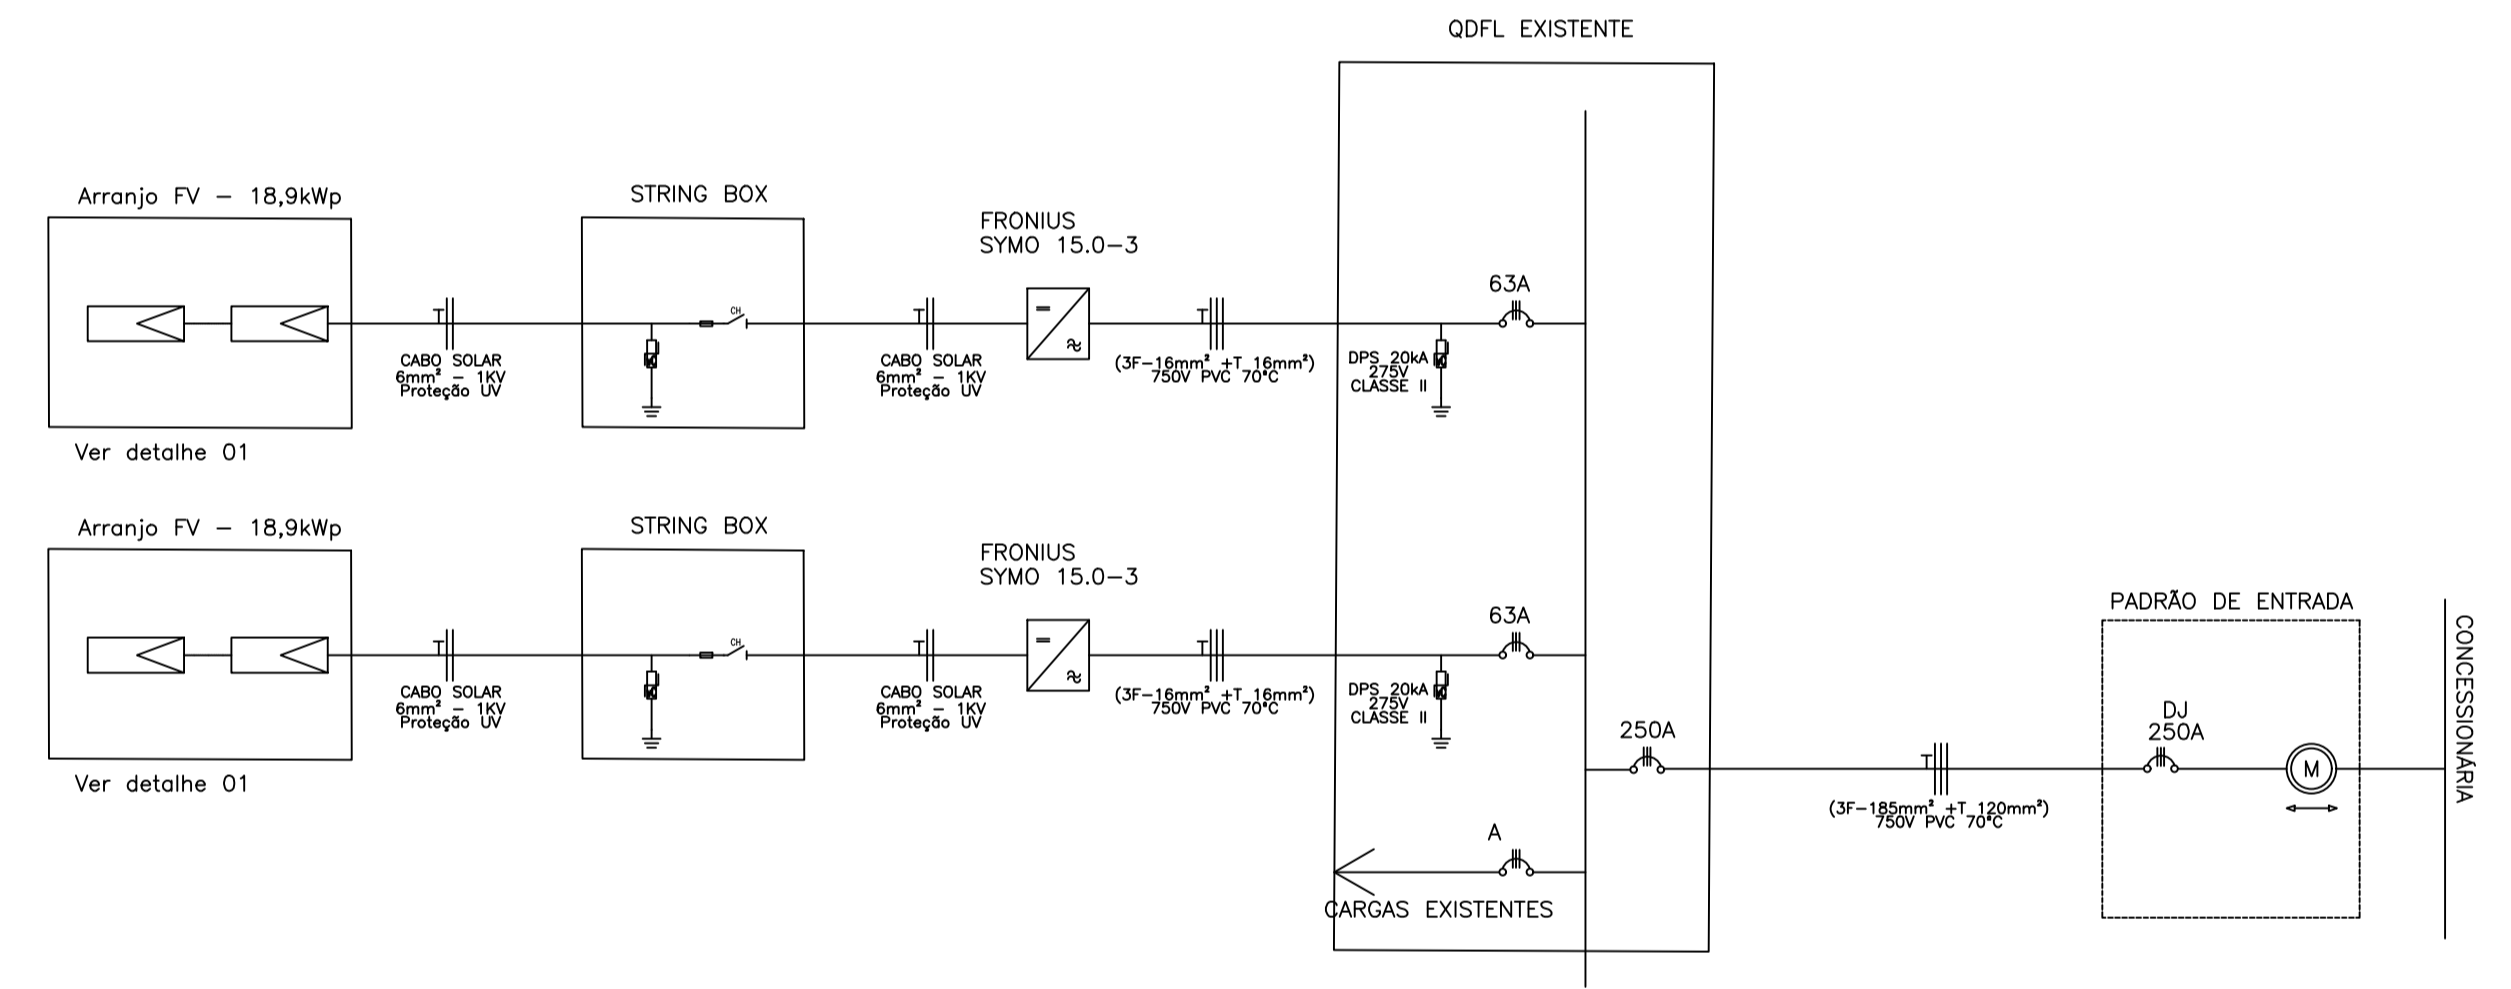 QDFL EXISTENTE
Arranjo FV - 18,9kWp
STRING BOX
FRONIUS
SYMO 15.0-3
63A
CH
T
T
T
CABO SOLAR
6mm² - 1KV
Proteção UV
CABO SOLAR
6mm² - 1KV
Proteção UV
(3F-16mm² +T 16mm²)
750V PVC 70°C
DPS 20kA
275V
CLASSE II
Ver detalhe 01
Arranjo FV - 18,9kWp
STRING BOX
FRONIUS
SYMO 15.0-3
63A
CH
T
T
T
CABO SOLAR
6mm² - 1KV
Proteção UV
CABO SOLAR
6mm² - 1KV
Proteção UV
(3F-16mm² +T 16mm²)
750V PVC 70°C
DPS 20kA
275V
CLASSE II
Ver detalhe 01
250A
A
CARGAS EXISTENTES
T
(3F-185mm² +T 120mm²)
750V PVC 70°C
PADRÃO DE ENTRADA
DJ
250A
M
CONCESSIONÁRIA